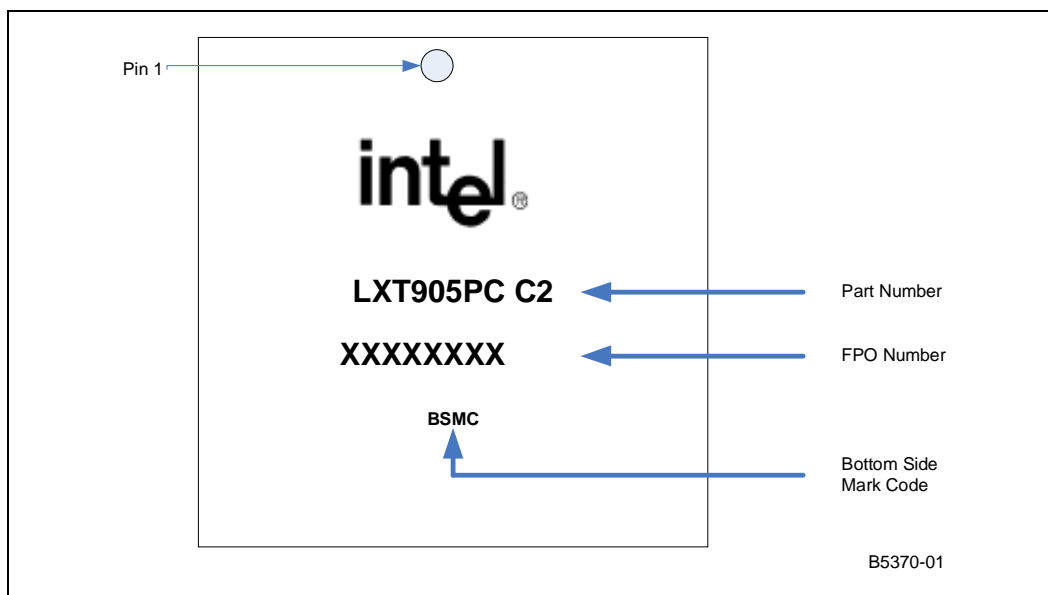 Pin 1
intel®
LXT905PC C2
Part Number
XXXXXXXX
FPO Number
BSMC
Bottom Side
Mark Code
B5370-01